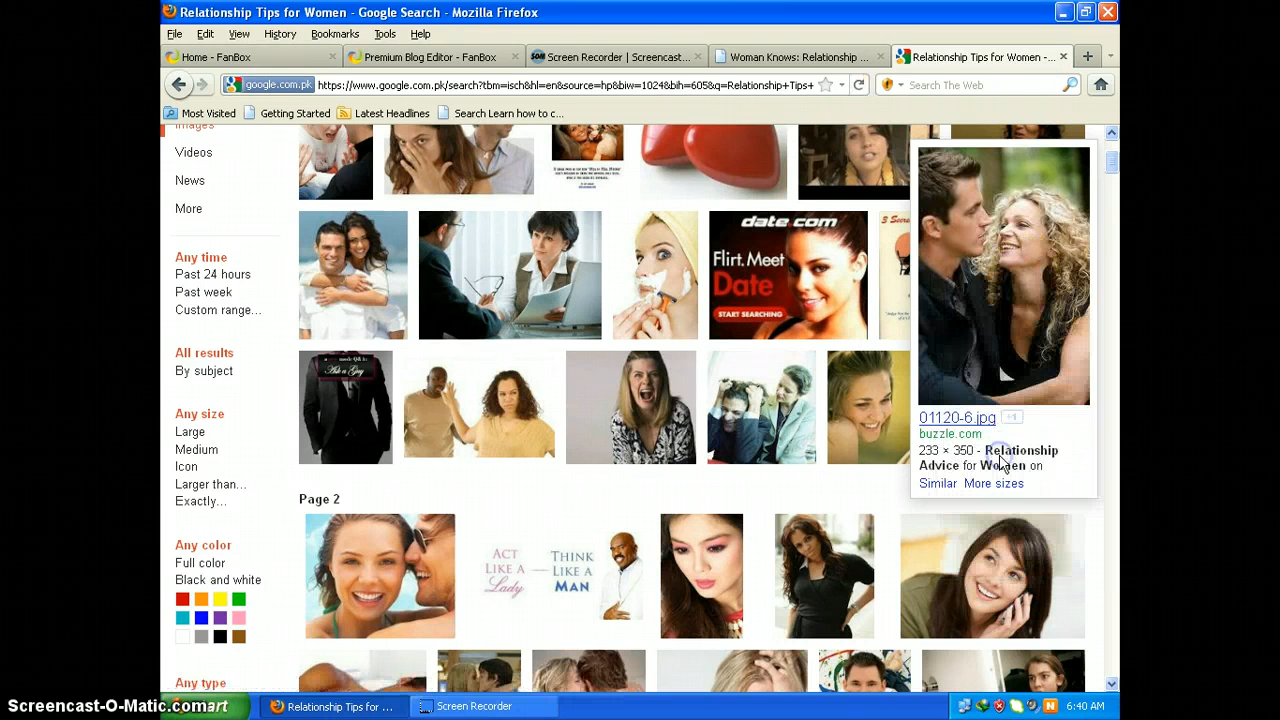 Relationship Tips for Women - Google Search - Mozilla Firefox
File Edit View History Bookmarks Tools Help
Home - FanBox
Premium Blog Editor - FanBox
Screen Recorder | Screencast...
Woman Knows: Relationship ...
Relationship Tips for Women - ...
google.com.pk https://www.google.com.pk/search?tbm=isch&hl=en&source=hp&biw=1024&bih=605&q=Relationship+Tips+
Search The Web
Most Visited Getting Started Latest Headlines Search Learn how to c...
Images
Videos
News
More
Any time
Past 24 hours
Past week
Custom range...
All results
By subject
Any size
Large
Medium
Icon
Larger than...
Exactly...
Any color
Full color
Black and white
Any type
date.com
Flirt. Meet
Date
START SEARCHING
Ask a Guy
01120-6.jpg +1
buzzle.com
233 × 350 - Relationship
Advice for Women on
Similar More sizes
Page 2
ACT LIKE A Lady
THINK LIKE A MAN
Screencast-O-Matic.com
art
Relationship Tips for ...
Screen Recorder
6:40 AM